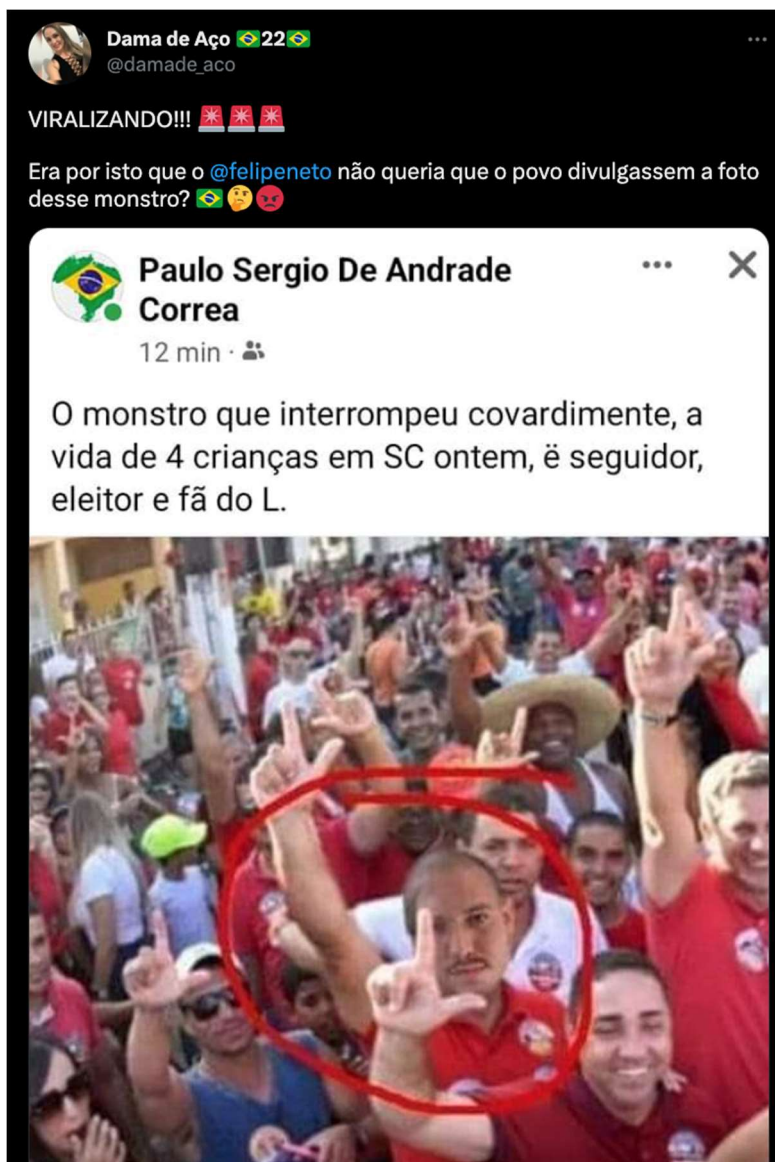 Dama de Aço 🇧🇷22🇧🇷
@damade_aco
VIRALIZANDO!!! 🚨🚨🚨
Era por isto que o @felipeneto não queria que o povo divulgassem a foto
desse monstro? 🇧🇷🤔😡
Paulo Sergio De Andrade
Correa
12 min ·
O monstro que interrompeu covardimente, a
vida de 4 crianças em SC ontem, ë seguidor,
eleitor e fã do L.